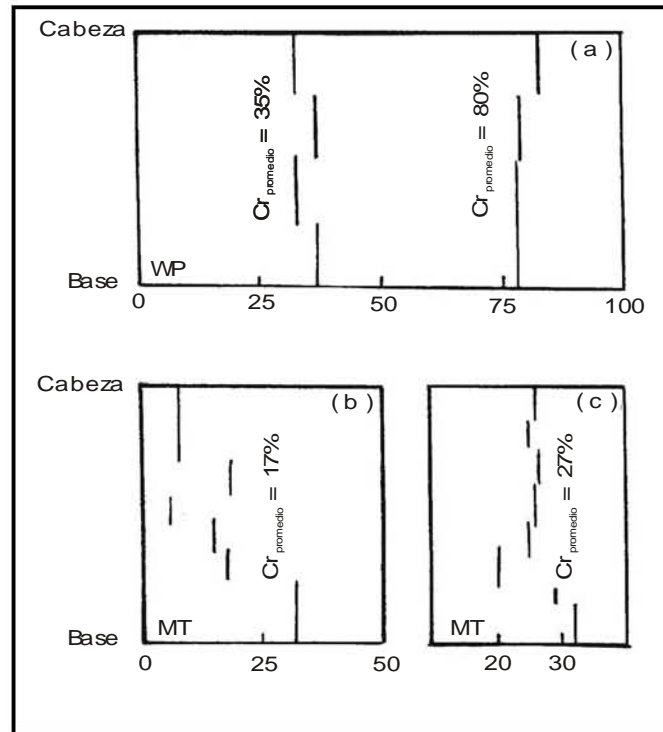 Cabeza
(a)
Cr promedio = 35%
Cr promedio = 80%
WP
Base
0 25 50 75 100
Cabeza
(b)
(c)
Cr promedio = 17%
Cr promedio = 27%
Base
MT
MT
0 25 50
20 30